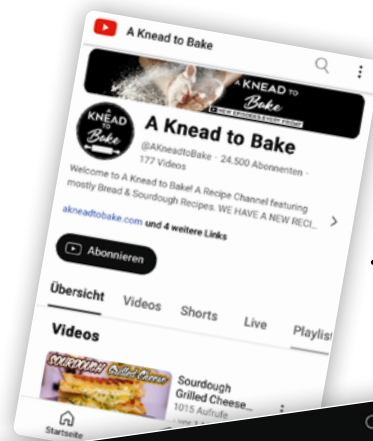 A Knead to Bake
A KNEAD TO
Bake
NEW EPISODES EVERY FRIDAY
A
KNEAD
TO
Bake
A Knead to Bake
@AKneadtoBake · 24.500 Abonnenten ·
177 Videos
Welcome to A Knead to Bake! A Recipe Channel featuring
mostly Bread & Sourdough Recipes. WE HAVE A NEW RECI...
akneadtobake.com und 4 weitere Links
Abonnieren
Übersicht Videos Shorts Live Playlist
Videos
SOURDOUGH Grilled Cheese
Sourdough
Grilled Cheese...
1015 Aufrufe
Startseite